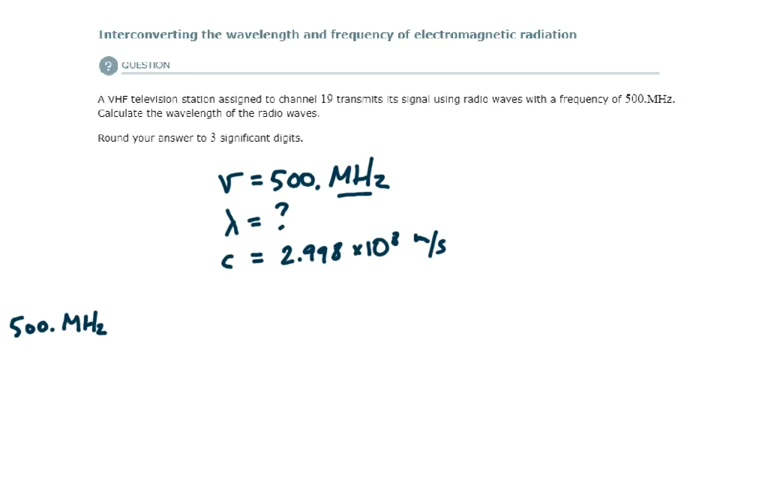 Interconverting the wavelength and frequency of electromagnetic radiation
? QUESTION
A VHF television station assigned to channel 19 transmits its signal using radio waves with a frequency of 500.MHz.
Calculate the wavelength of the radio waves.
Round your answer to 3 significant digits.
ν = 500. MHz
λ = ?
c = 2.998 × 10⁸ m/s
500. MHz